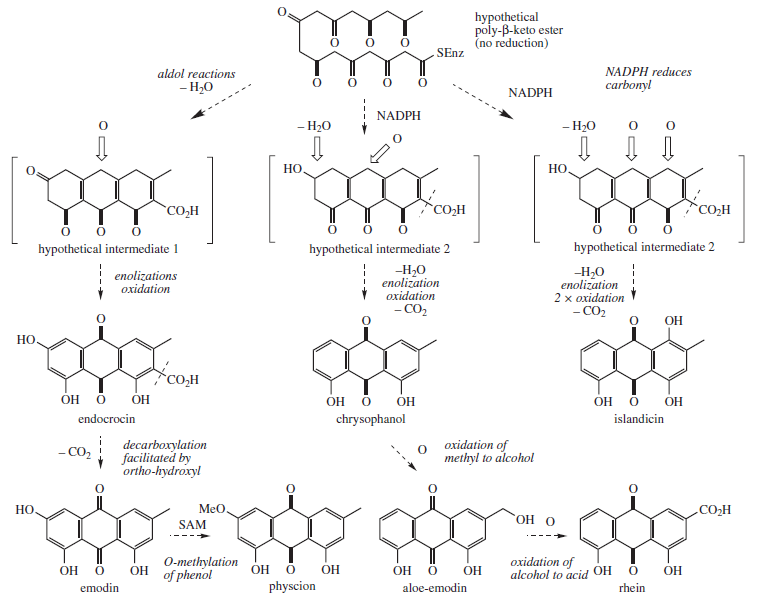 hypothetical
poly-β-keto ester
(no reduction)
O
O O O
SEnz
O O O O
aldol reactions
– H₂O
NADPH
NADPH
NADPH reduces
carbonyl
O
O
CO₂H
O O O
hypothetical intermediate 1
– H₂O
O
HO
CO₂H
O O O
hypothetical intermediate 2
– H₂O O O
HO
CO₂H
O O O
hypothetical intermediate 2
enolizations
oxidation
–H₂O
enolization
oxidation
– CO₂
–H₂O
enolization
2 × oxidation
– CO₂
O
HO
CO₂H
OH O OH
endocrocin
O
OH O OH
chrysophanol
O OH
OH O OH
islandicin
– CO₂
decarboxylation
facilitated by
ortho-hydroxyl
O
oxidation of
methyl to alcohol
O
HO
OH O OH
emodin
SAM
O-methylation
of phenol
O
MeO
OH O OH
physcion
O
OH
OH O OH
aloe-emodin
O
oxidation of
alcohol to acid
O
CO₂H
OH O OH
rhein